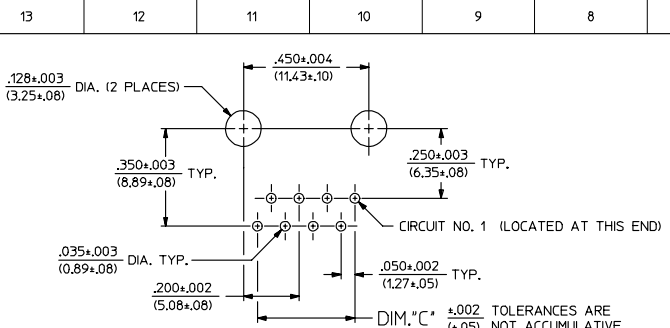 13 12 11 10 9 8
.450±.004
(11.43±.10)
.128±.003 DIA. (2 PLACES)
(3.25±.08)
.350±.003 TYP.
(8.89±.08)
.250±.003 TYP.
(6.35±.08)
CIRCUIT NO. 1 (LOCATED AT THIS END)
.035±.003 DIA. TYP.
(0.89±.08)
.050±.002 TYP.
(1.27±.05)
.200±.002
(5.08±.08)
DIM."C" ±.002 TOLERANCES ARE
(±.05) NOT ACCUMULATIVE